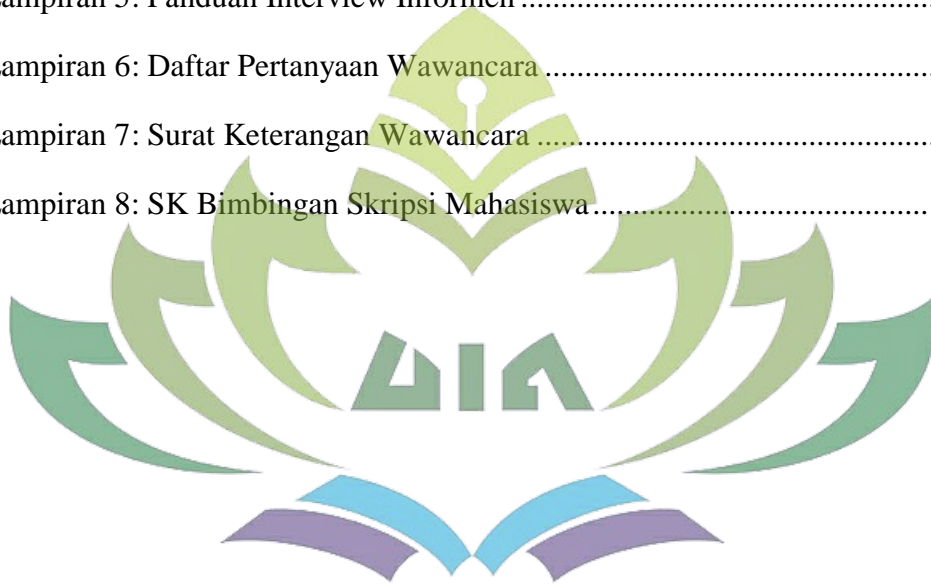 ampiran 5: Panduan Interview Informen ........................................................
ampiran 6: Daftar Pertanyaan Wawancara .....................................................
ampiran 7: Surat Keterangan Wawancara ......................................................
ampiran 8: SK Bimbingan Skripsi Mahasiswa..............................................
UIN